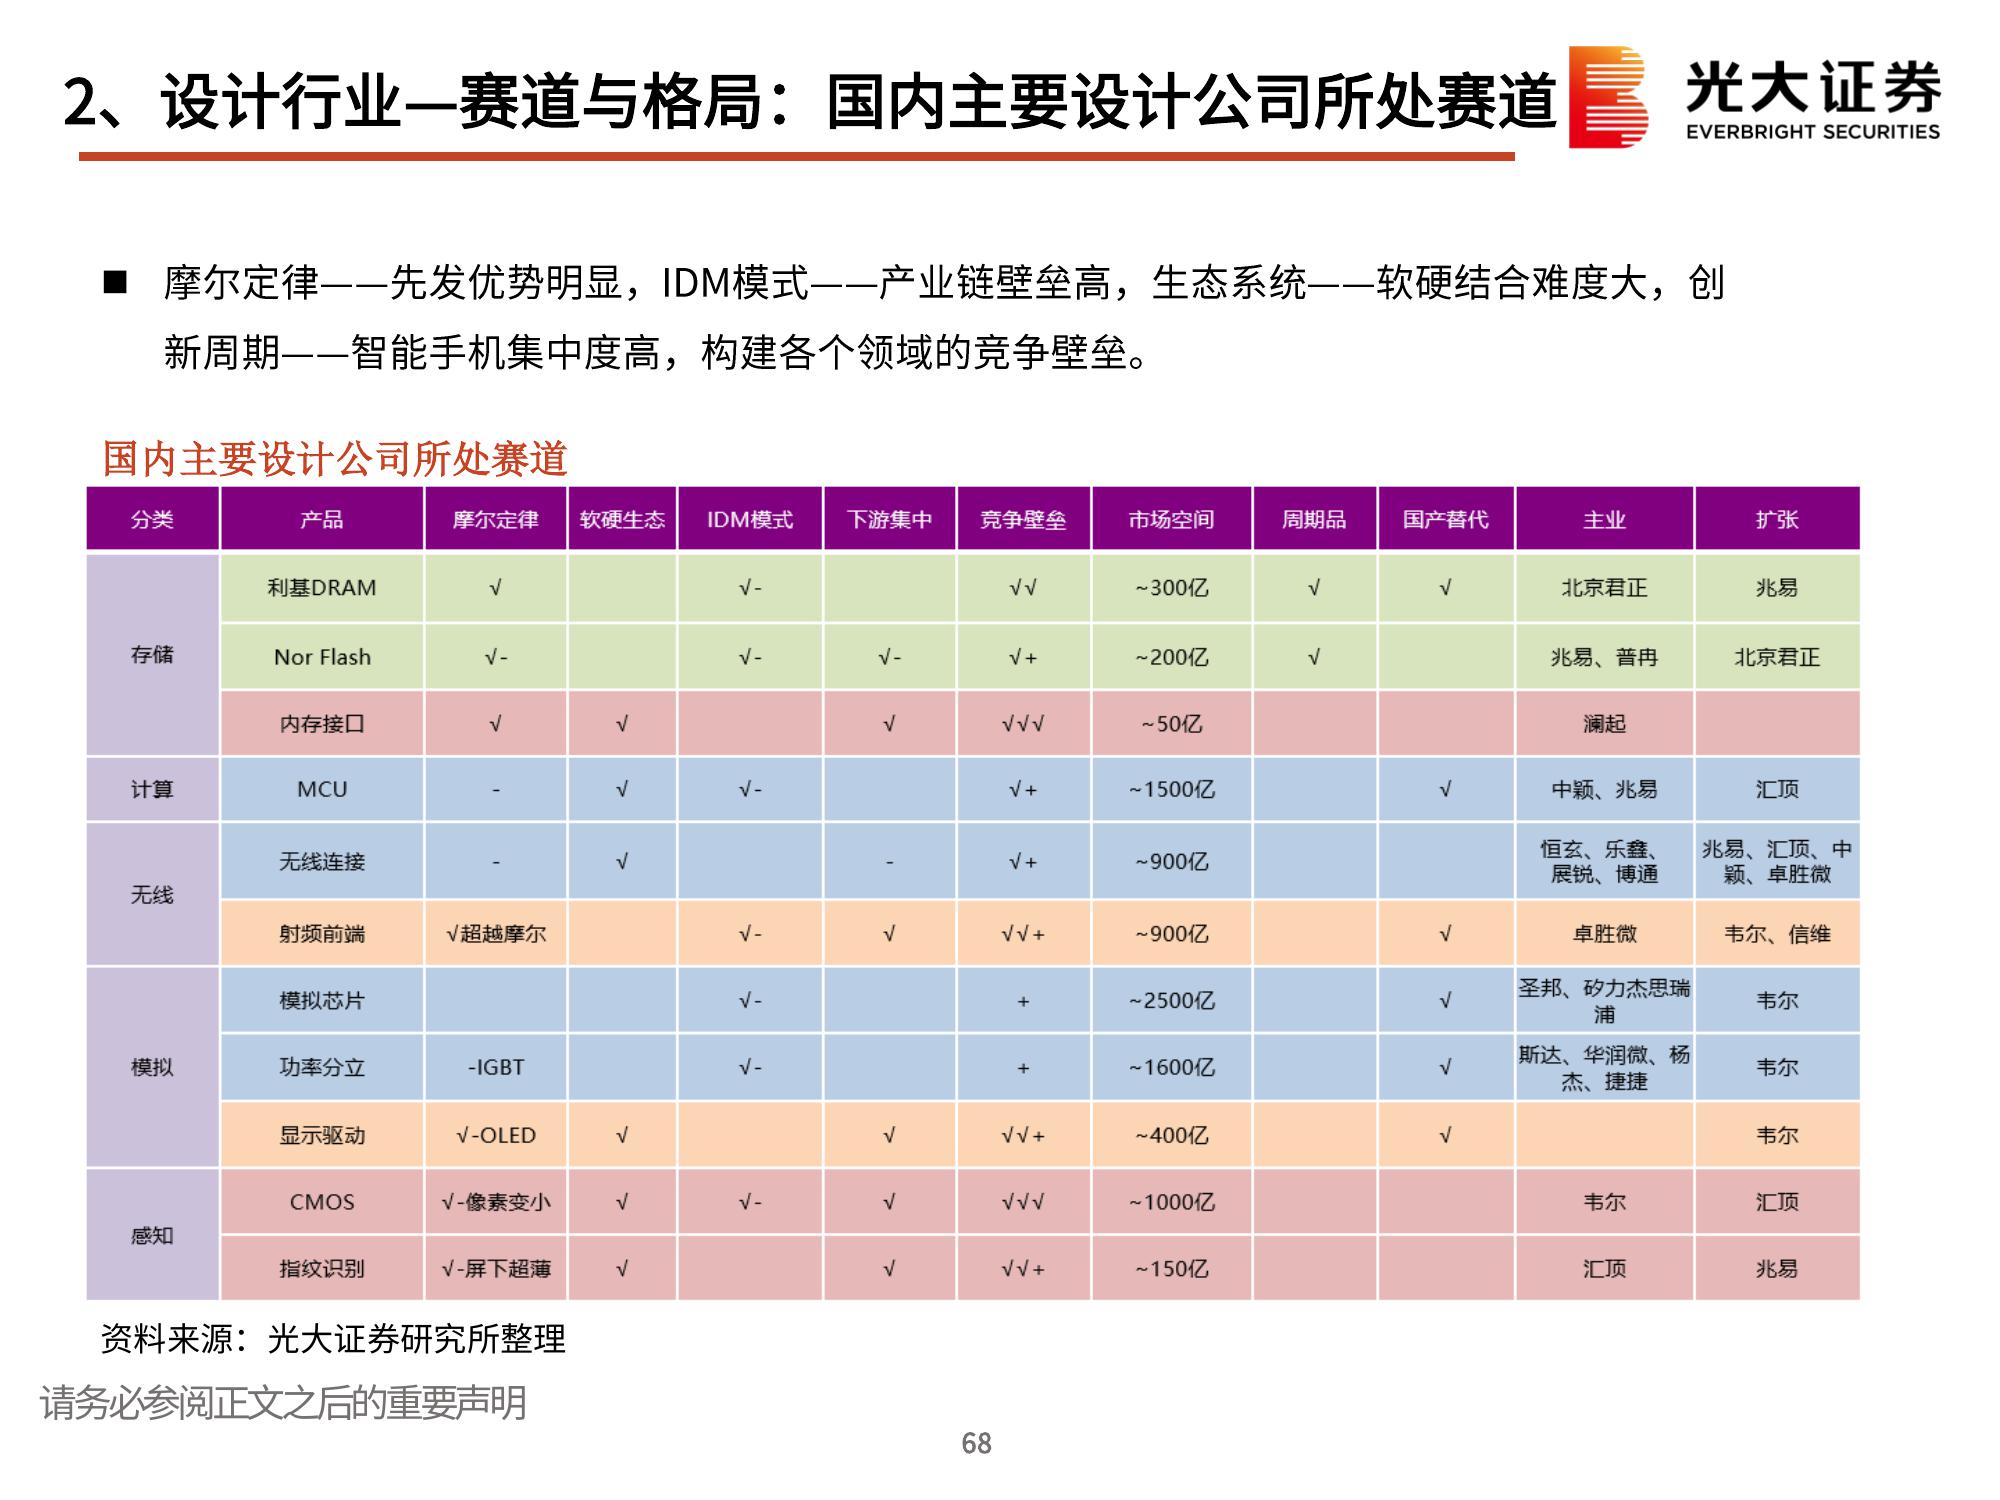 2、设计行业—赛道与格局：国内主要设计公司所处赛道
光大证券
EVERBRIGHT SECURITIES
■ 摩尔定律——先发优势明显，IDM模式——产业链壁垒高，生态系统——软硬结合难度大，创
新周期——智能手机集中度高，构建各个领域的竞争壁垒。
国内主要设计公司所处赛道
分类 产品 摩尔定律 软硬生态 IDM模式 下游集中 竞争壁垒 市场空间 周期品 国产替代 主业 扩张
存储
利基DRAM √ √- √√ ~300亿 √ √ 北京君正 兆易
Nor Flash √- √- √- √+ ~200亿 √ 兆易、普冉 北京君正
内存接口 √ √ √ √√√ ~50亿 澜起
计算 MCU - √ √- √+ ~1500亿 √ 中颖、兆易 汇顶
无线
无线连接 - √ - √+ ~900亿 恒玄、乐鑫、 兆易、汇顶、中
展锐、博通 颖、卓胜微
射频前端 √超越摩尔 √- √ √√+ ~900亿 √ 卓胜微 韦尔、信维
模拟
模拟芯片 √- + ~2500亿 √ 圣邦、矽力杰思瑞 韦尔
浦
功率分立 -IGBT √- + ~1600亿 √ 斯达、华润微、杨 韦尔
杰、捷捷
显示驱动 √-OLED √ √ √√+ ~400亿 √ 韦尔
感知
CMOS √-像素变小 √ √- √ √√√ ~1000亿 韦尔 汇顶
指纹识别 √-屏下超薄 √ √ √√+ ~150亿 汇顶 兆易
资料来源：光大证券研究所整理
请务必参阅正文之后的重要声明
68